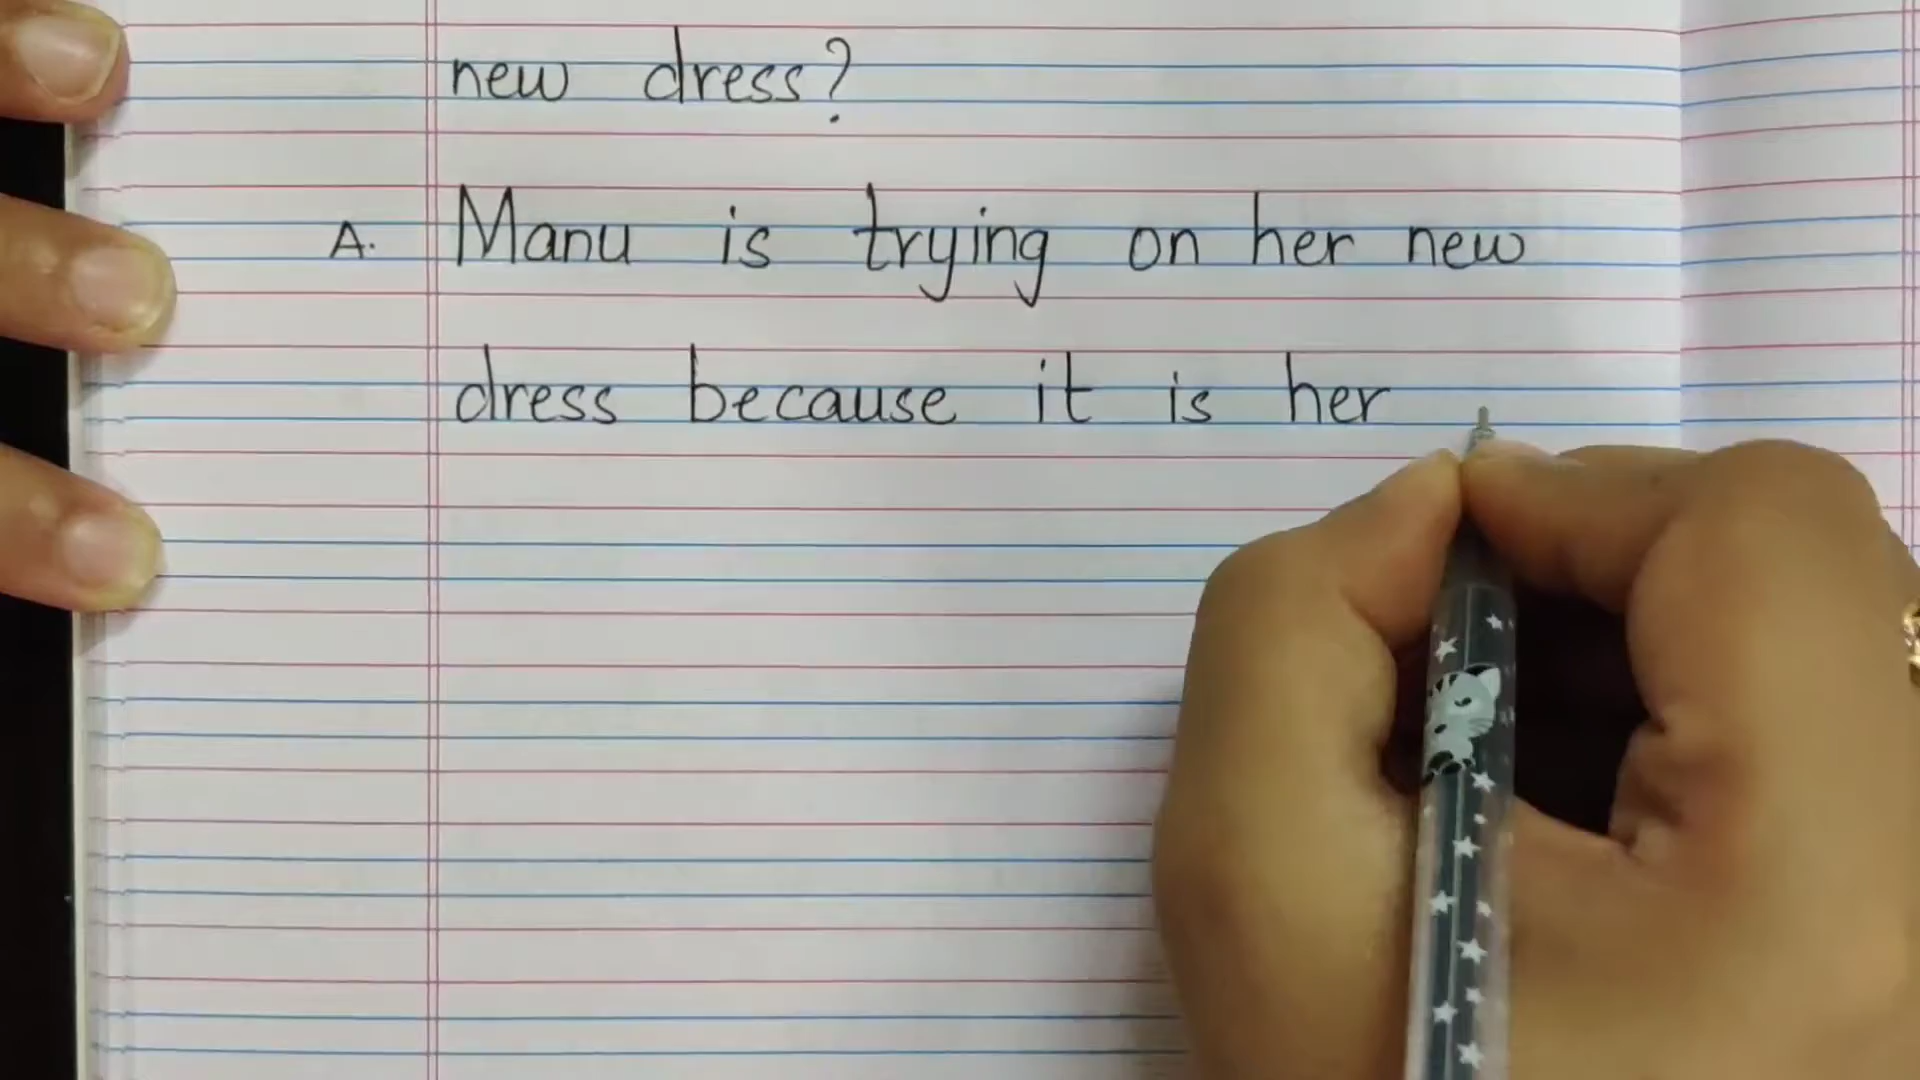 new dress?
A. Manu is trying on her new
dress because it is her